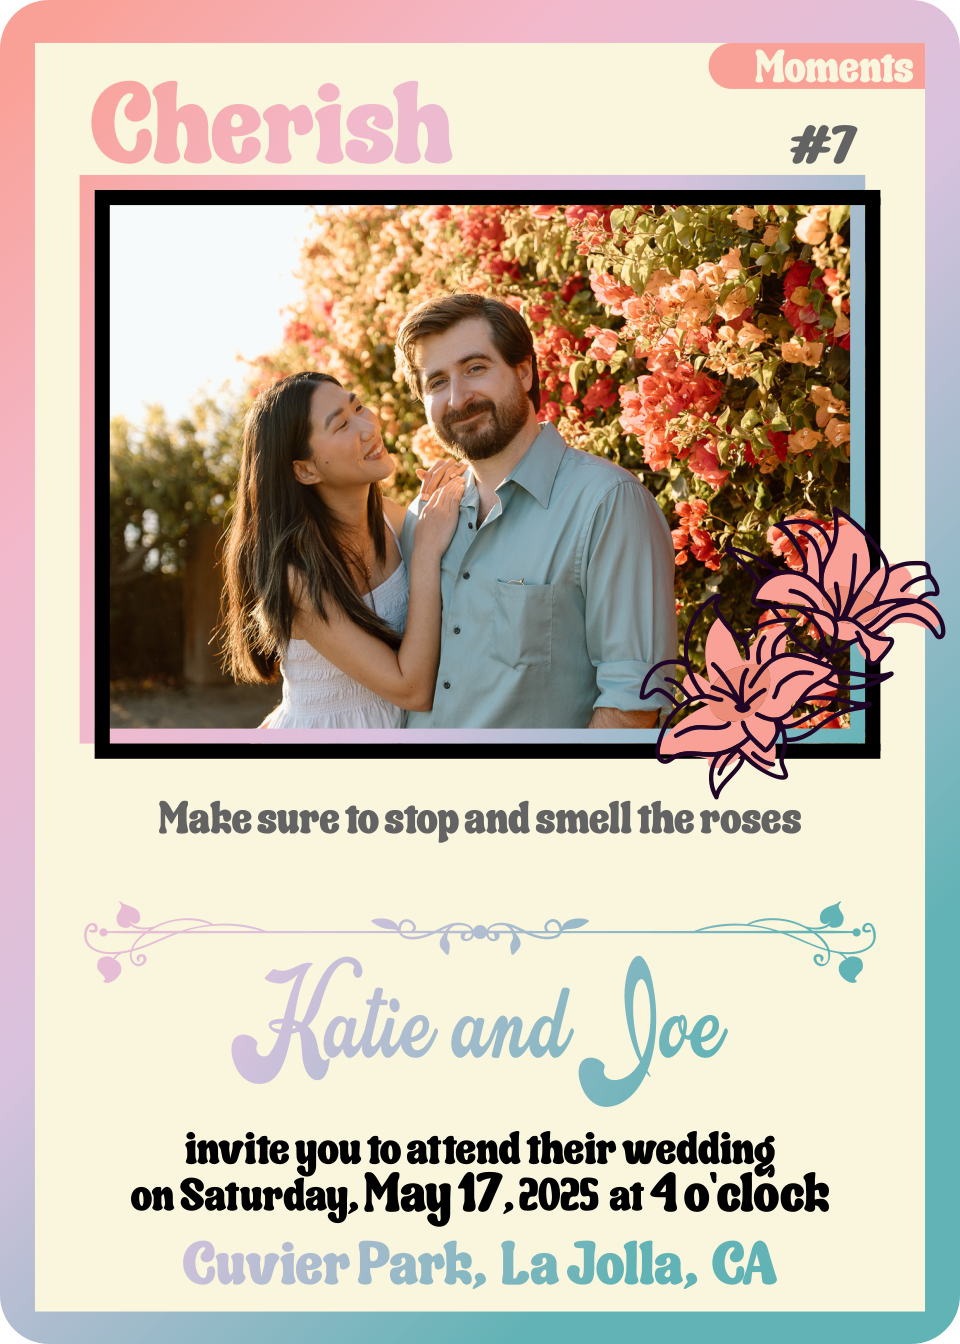 Moments
Cherish
#7
Make sure to stop and smell the roses
Katie and Joe
invite you to attend their wedding
on Saturday, May 17, 2025 at 4 o'clock
Cuvier Park, La Jolla, CA